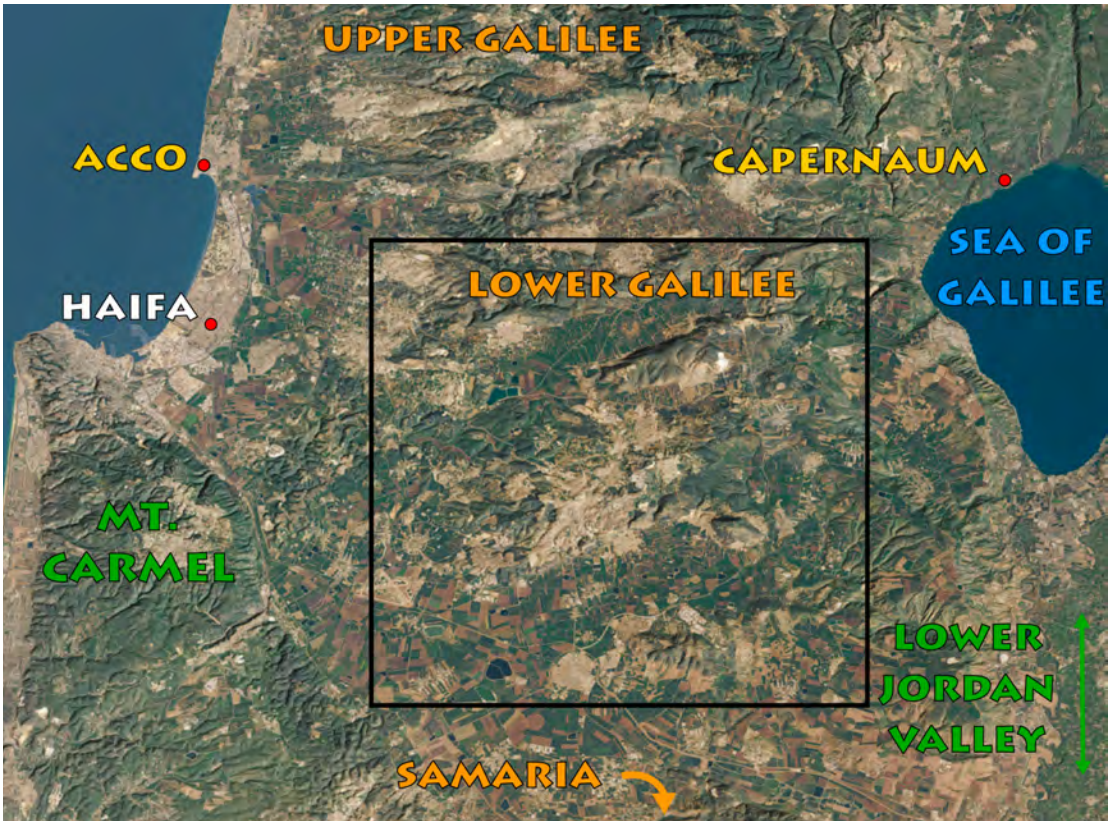 UPPER GALILEE
ACCO
CAPERNAUM
SEA OF
GALILEE
LOWER GALILEE
HAIFA
MT.
CARMEL
LOWER
JORDAN
VALLEY
SAMARIA